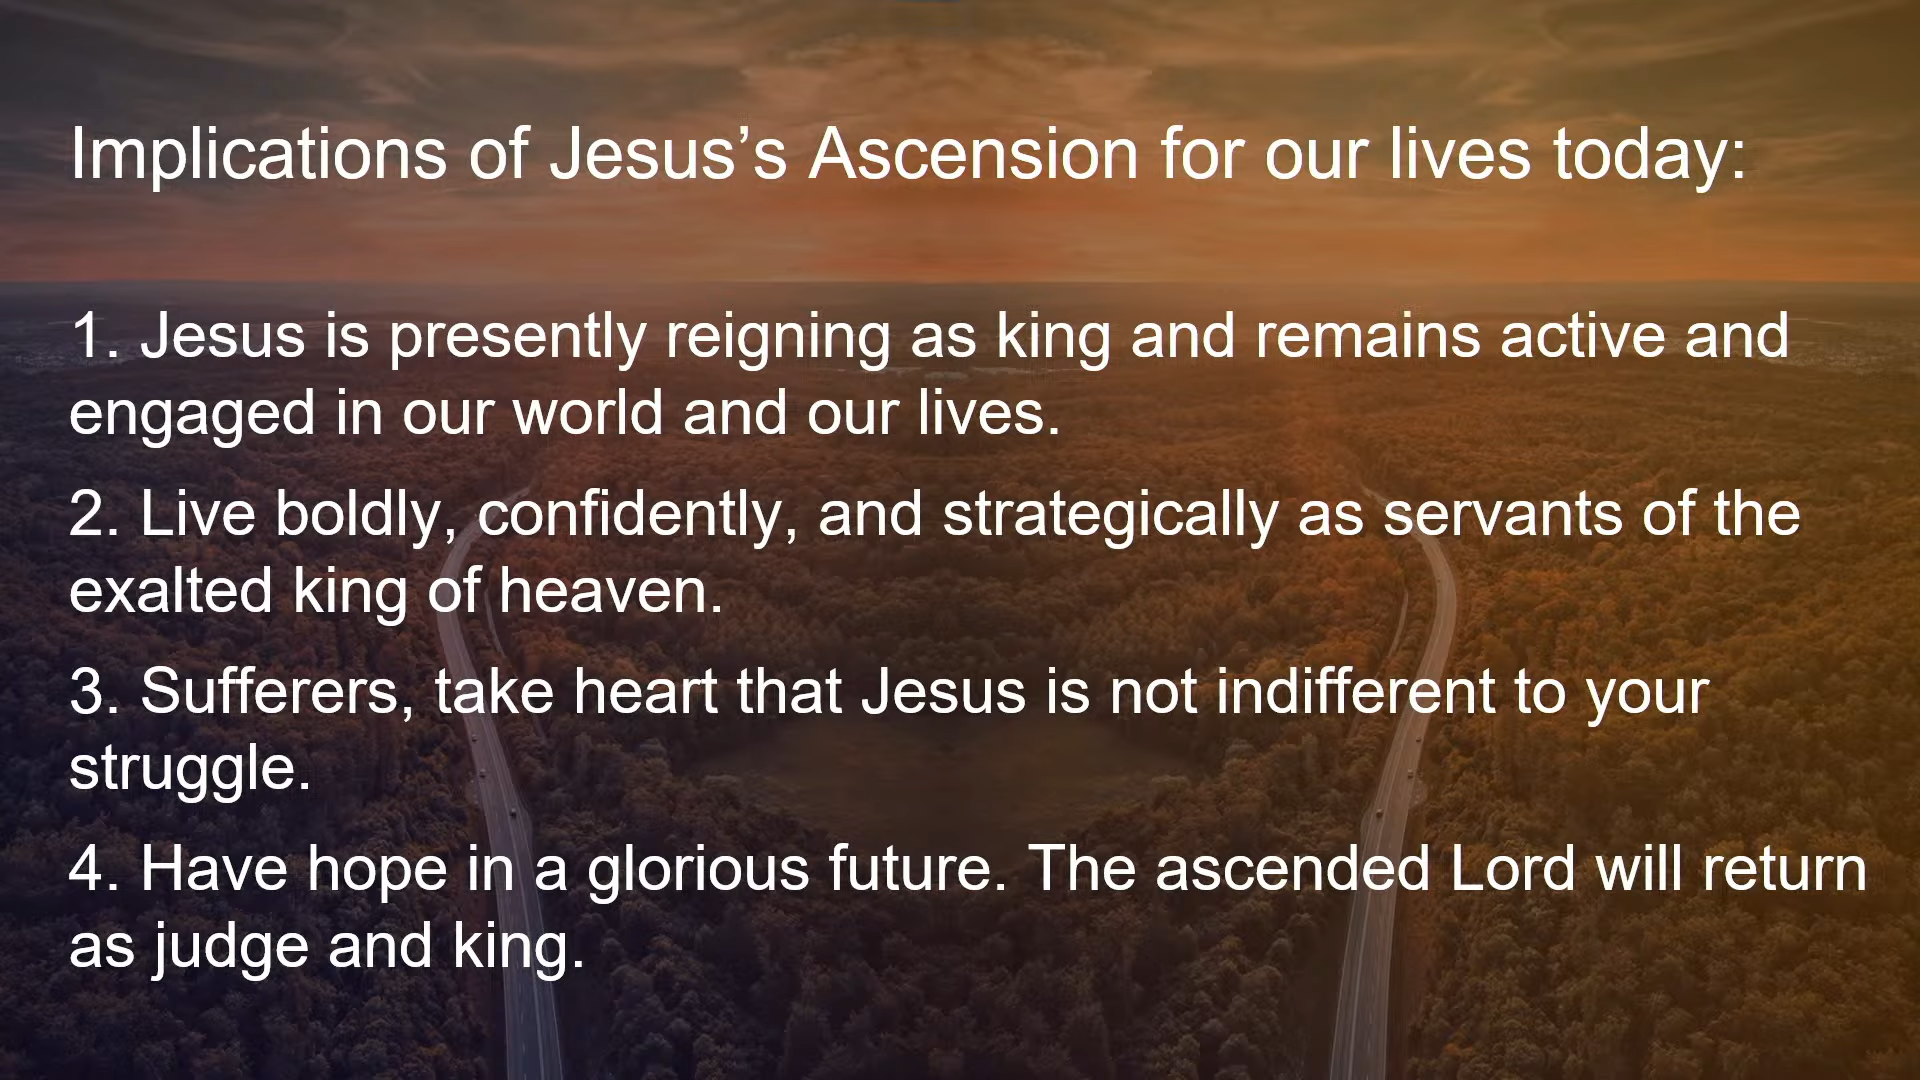 Implications of Jesus’s Ascension for our lives today:
1. Jesus is presently reigning as king and remains active and
engaged in our world and our lives.
2. Live boldly, confidently, and strategically as servants of the
exalted king of heaven.
3. Sufferers, take heart that Jesus is not indifferent to your
struggle.
4. Have hope in a glorious future. The ascended Lord will return
as judge and king.